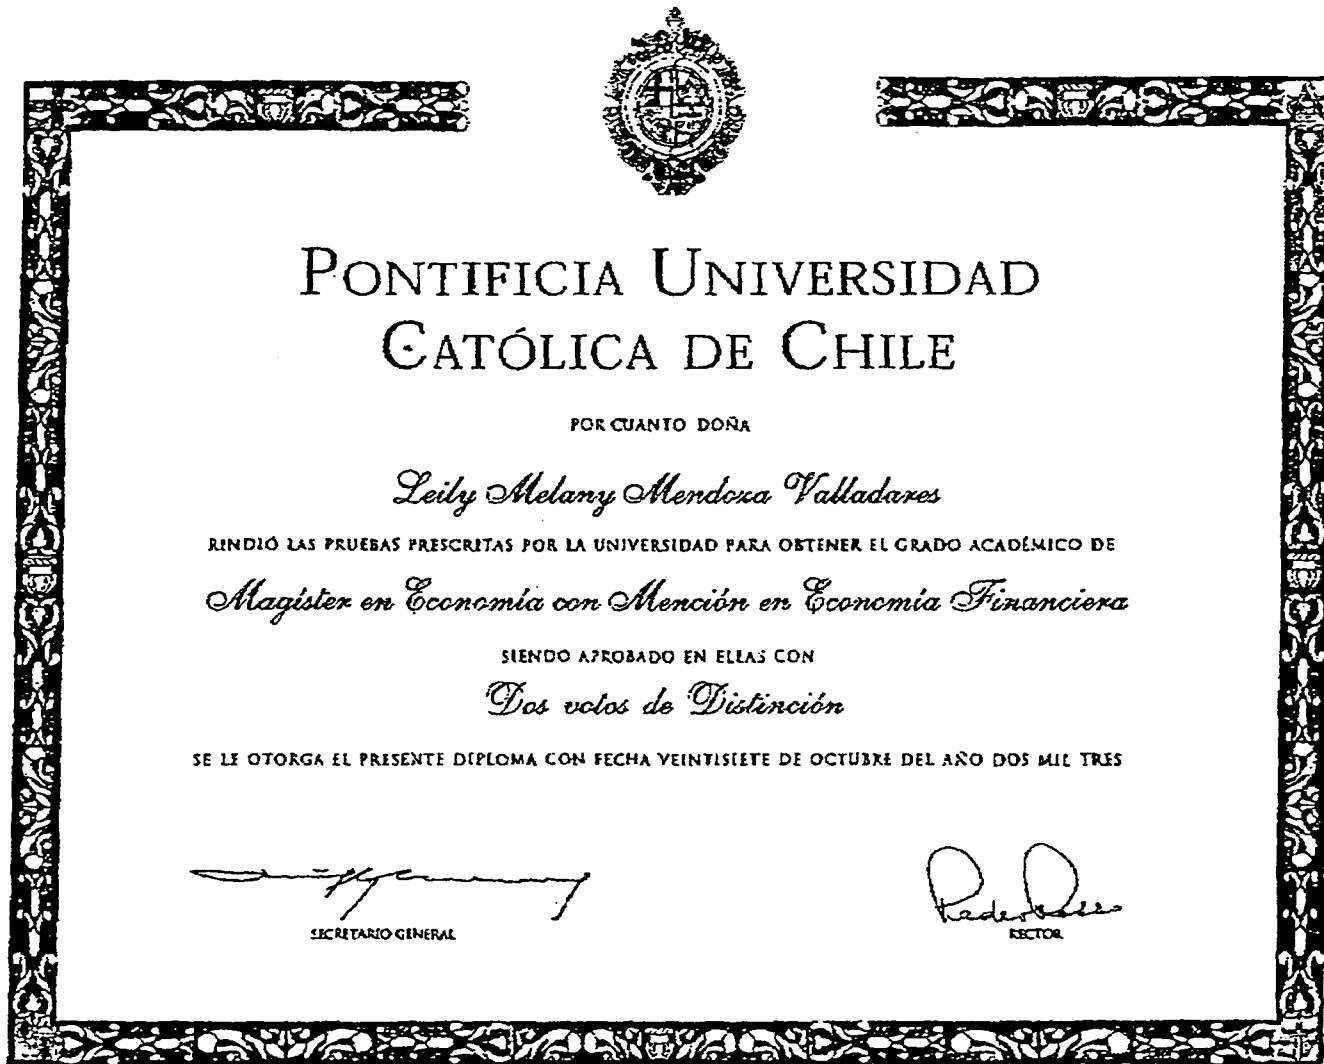 PONTIFICIA UNIVERSIDAD
CATÓLICA DE CHILE
POR CUANTO DOÑA
Leily Melany Mendoza Valladares
RINDIÓ LAS PRUEBAS PRESCRITAS POR LA UNIVERSIDAD PARA OBTENER EL GRADO ACADÉMICO DE
Magíster en Economía con Mención en Economía Financiera
SIENDO APROBADO EN ELLAS CON
Dos votos de Distinción
SE LE OTORGA EL PRESENTE DIPLOMA CON FECHA VEINTISIETE DE OCTUBRE DEL AÑO DOS MIL TRES
SECRETARIO GENERAL
RECTOR